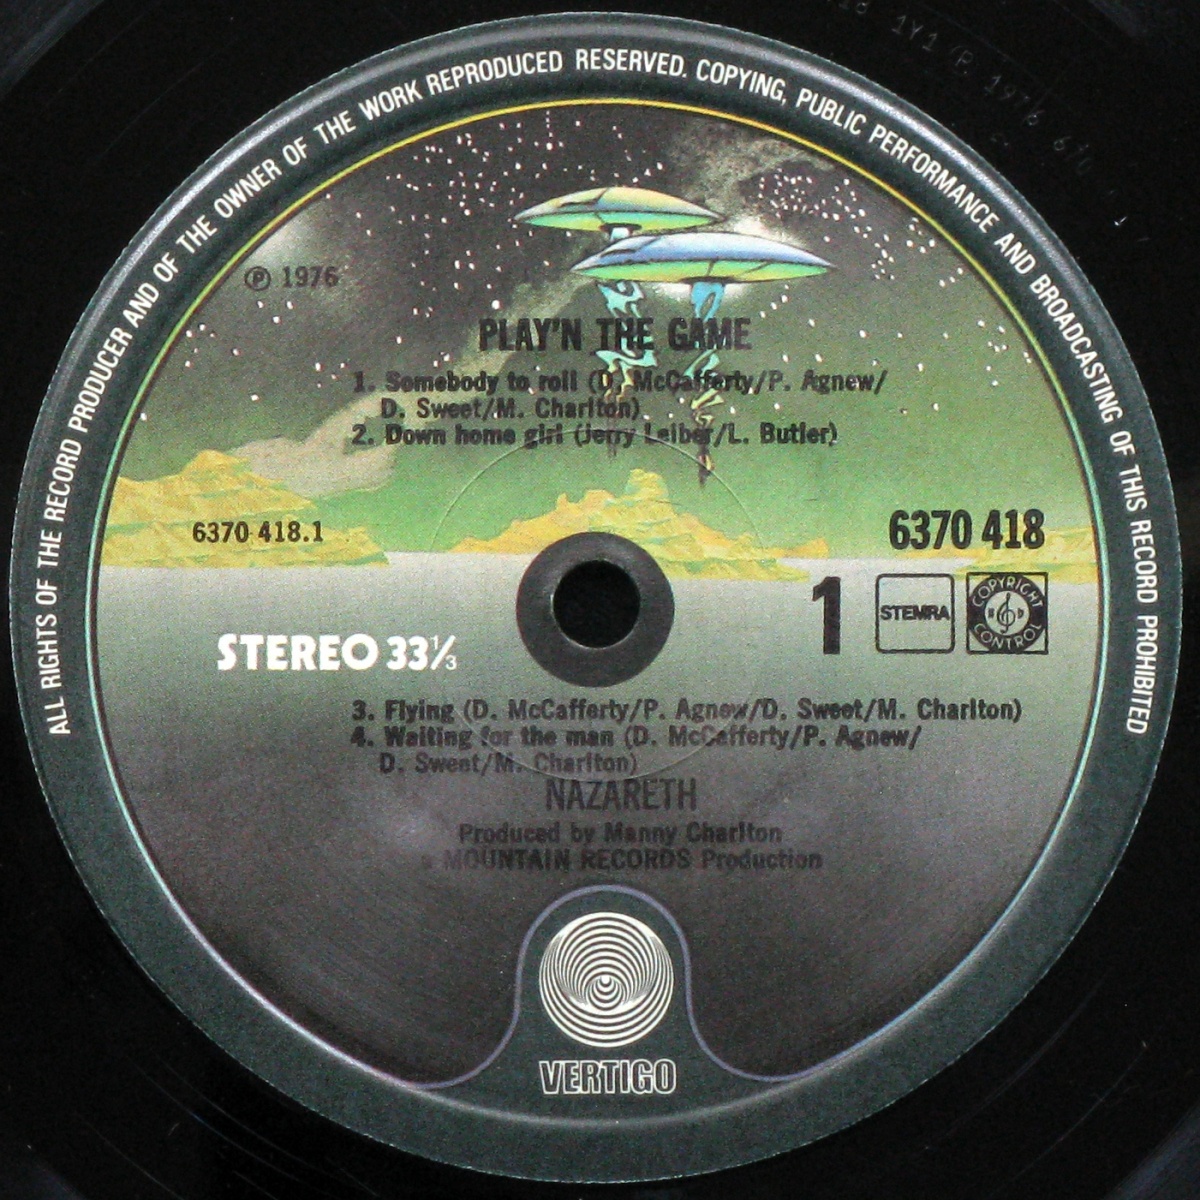 ALL RIGHTS OF THE RECORD PRODUCER AND OF THE OWNER OF THE WORK REPRODUCED RESERVED. COPYING, PUBLIC PERFORMANCE AND BROADCASTING OF THIS RECORD PROHIBITED
℗ 1976
PLAY'N THE GAME
1. Somebody to roll (D. McCafferty/P. Agnew/
D. Sweet/M. Charlton)
2. Down home girl (Jerry Leiber/L. Butler)
6370 418.1
6370 418
1
STEMRA
COPYRIGHT CONTROL
STEREO 33⅓
3. Flying (D. McCafferty/P. Agnew/D. Sweet/M. Charlton)
4. Waiting for the man (D. McCafferty/P. Agnew/
D. Sweet/M. Charlton)
NAZARETH
Produced by Manny Charlton
a MOUNTAIN RECORDS Production
VERTIGO